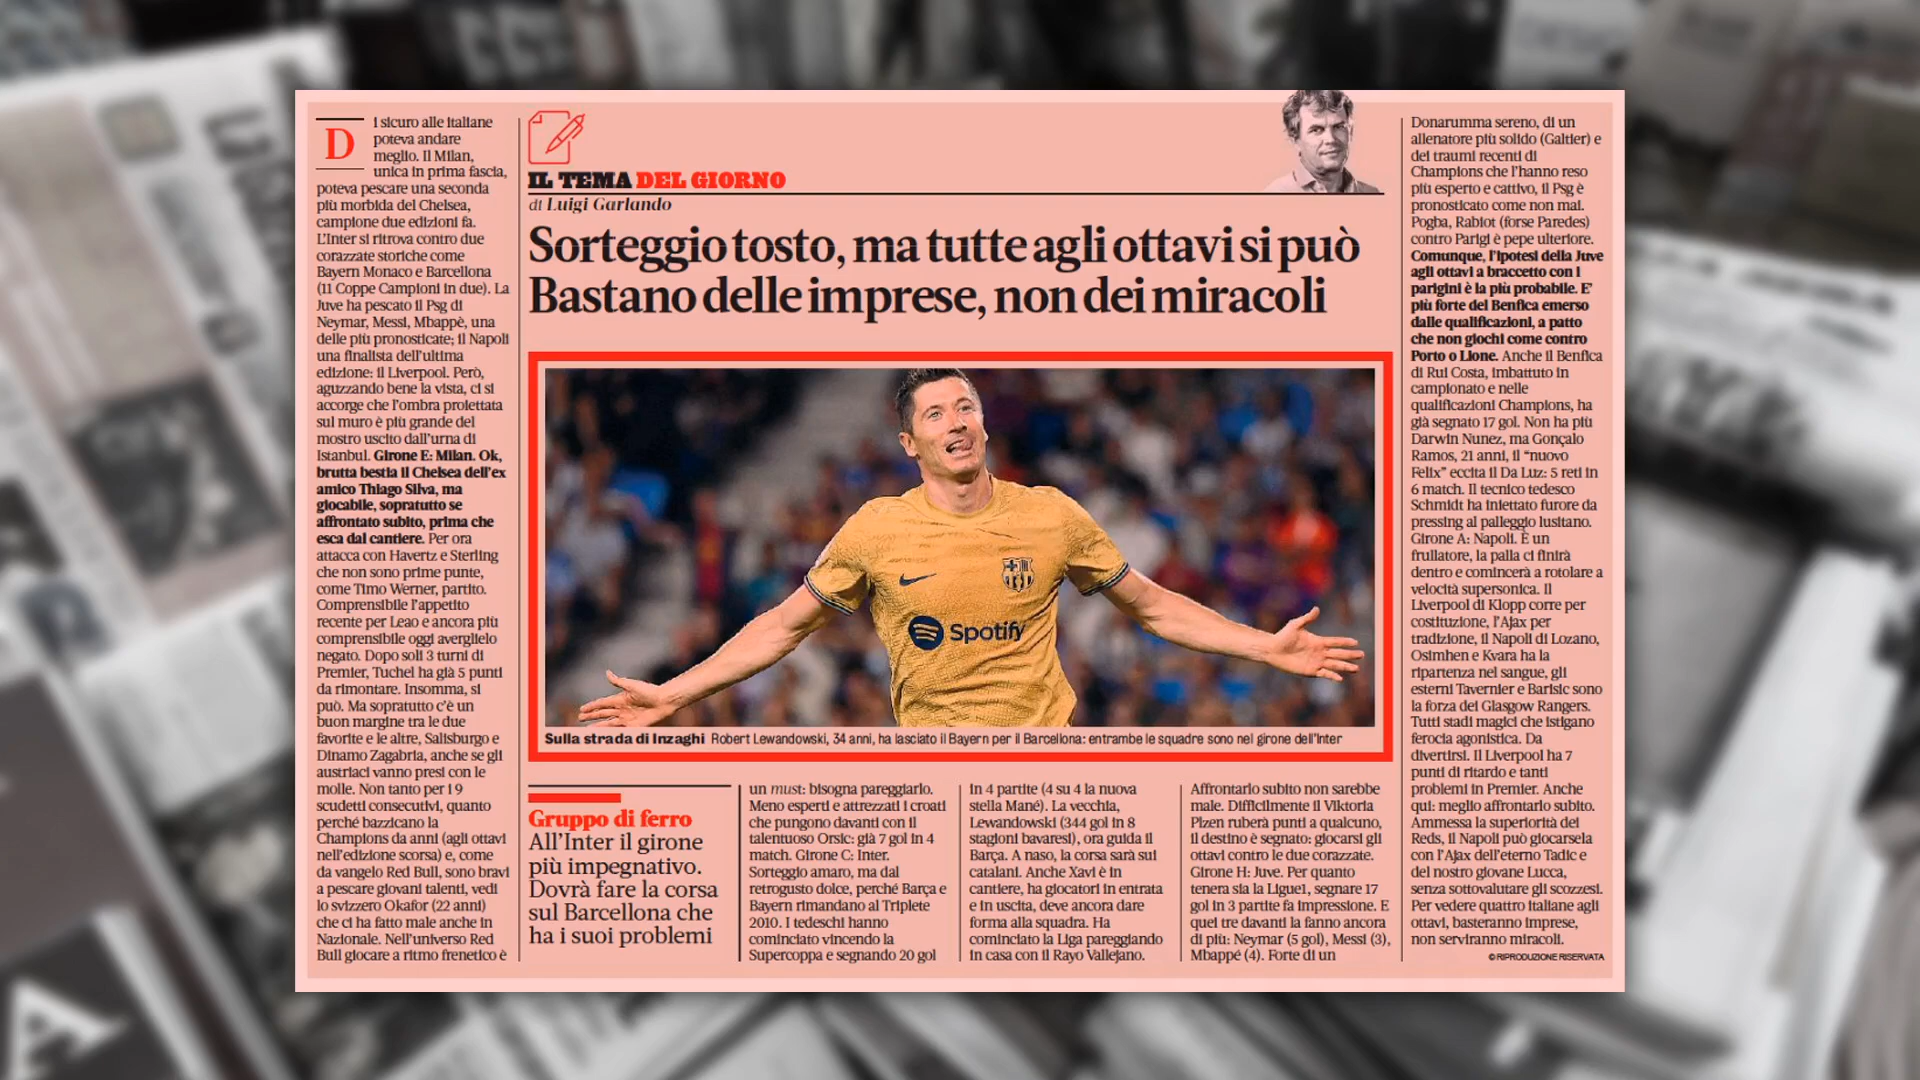 IL TEMA DEL GIORNO
di Luigi Garlando
Sorteggio tosto, ma tutte agli ottavi si può
Bastano delle imprese, non dei miracoli
Di sicuro alle italiane
poteva andare
meglio. Il Milan,
unica in prima fascia,
poteva pescare una seconda
più morbida del Chelsea,
campione due edizioni fa.
L'Inter si ritrova contro due
corazzate storiche come
Bayern Monaco e Barcellona
(11 Coppe Campioni in due). La
Juve ha pescato il Psg di
Neymar, Messi, Mbappè, una
delle più pronosticate; il Napoli
una finalista dell'ultima
edizione: il Liverpool. Però,
aguzzando bene la vista, ci si
accorge che l'ombra proiettata
sul muro è più grande del
mostro uscito dall'urna di
Istanbul. Girone E: Milan. Ok,
brutta bestia il Chelsea dell'ex
amico Thiago Silva, ma
giocabile, sopratutto se
affrontato subito, prima che
esca dal cantiere. Per ora
attacca con Havertz e Sterling
che non sono prime punte,
come Timo Werner, partito.
Comprensibile l'appetito
recente per Leao e ancora più
comprensibile oggi averglielo
negato. Dopo soli 3 turni di
Premier, Tuchel ha già 5 punti
da rimontare. Insomma, si
può. Ma sopratutto c'è un
buon margine tra le due
favorite e le altre, Salisburgo e
Dinamo Zagabria, anche se gli
austriaci vanno presi con le
molle. Non tanto per i 9
scudetti consecutivi, quanto
perché bazzicano la
Champions da anni (agli ottavi
nell'edizione scorsa) e, come
da vangelo Red Bull, sono bravi
a pescare giovani talenti, vedi
lo svizzero Okafor (22 anni)
che ci ha fatto male anche in
Nazionale. Nell'universo Red
Bull giocare a ritmo frenetico è
Spotify
Sulla strada di Inzaghi Robert Lewandowski, 34 anni, ha lasciato il Bayern per il Barcellona: entrambe le squadre sono nel girone dell'Inter
Gruppo di ferro
All'Inter il girone
più impegnativo.
Dovrà fare la corsa
sul Barcellona che
ha i suoi problemi
un must: bisogna pareggiarlo.
Meno esperti e attrezzati i croati
che pungono davanti con il
talentuoso Orsic: già 7 gol in 4
match. Girone C: Inter.
Sorteggio amaro, ma dal
retrogusto dolce, perché Barça e
Bayern rimandano al Triplete
2010. I tedeschi hanno
cominciato vincendo la
Supercoppa e segnando 20 gol
in 4 partite (4 su 4 la nuova
stella Mané). La vecchia,
Lewandowski (344 gol in 8
stagioni bavaresi), ora guida il
Barça. A naso, la corsa sarà sui
catalani. Anche Xavi è in
cantiere, ha giocatori in entrata
e in uscita, deve ancora dare
forma alla squadra. Ha
cominciato la Liga pareggiando
in casa con il Rayo Vallejano.
Affrontarlo subito non sarebbe
male. Difficilmente il Viktoria
Plzen ruberà punti a qualcuno,
il destino è segnato: giocarsi gli
ottavi contro le due corazzate.
Girone H: Juve. Per quanto
tenera sia la Ligue1, segnare 17
gol in 3 partite fa impressione. E
quei tre davanti la fanno ancora
di più: Neymar (5 gol), Messi (3),
Mbappé (4). Forte di un
Donarumma sereno, di un
allenatore più solido (Galtier) e
dei traumi recenti di
Champions che l'hanno reso
più esperto e cattivo, il Psg è
pronosticato come non mai.
Pogba, Rabiot (forse Paredes)
contro Parigi è pepe ulteriore.
Comunque, l'ipotesi della Juve
agli ottavi a braccetto con i
parigini è la più probabile. E'
più forte del Benfica emerso
dalle qualificazioni, a patto
che non giochi come contro
Porto o Lione. Anche il Benfica
di Rui Costa, imbattuto in
campionato e nelle
qualificazioni Champions, ha
già segnato 17 gol. Non ha più
Darwin Nunez, ma Gonçalo
Ramos, 21 anni, il "nuovo
Felix" eccita il Da Luz: 5 reti in
6 match. Il tecnico tedesco
Schmidt ha iniettato furore da
pressing al palleggio lusitano.
Girone A: Napoli. È un
frullatore, la palla ci finirà
dentro e comincerà a rotolare a
velocità supersonica. Il
Liverpool di Klopp corre per
costituzione, l'Ajax per
tradizione, il Napoli di Lozano,
Osimhen e Kvara ha la
ripartenza nel sangue, gli
esterni Tavernier e Barisic sono
la forza dei Glasgow Rangers.
Tutti stadi magici che istigano
ferocia agonistica. Da
divertirsi. Il Liverpool ha 7
punti di ritardo e tanti
problemi in Premier. Anche
qui: meglio affrontarlo subito.
Ammessa la superiorità dei
Reds, il Napoli può giocarsela
con l'Ajax dell'eterno Tadic e
del nostro giovane Lucca,
senza sottovalutare gli scozzesi.
Per vedere quattro italiane agli
ottavi, basteranno imprese,
non serviranno miracoli.
© RIPRODUZIONE RISERVATA